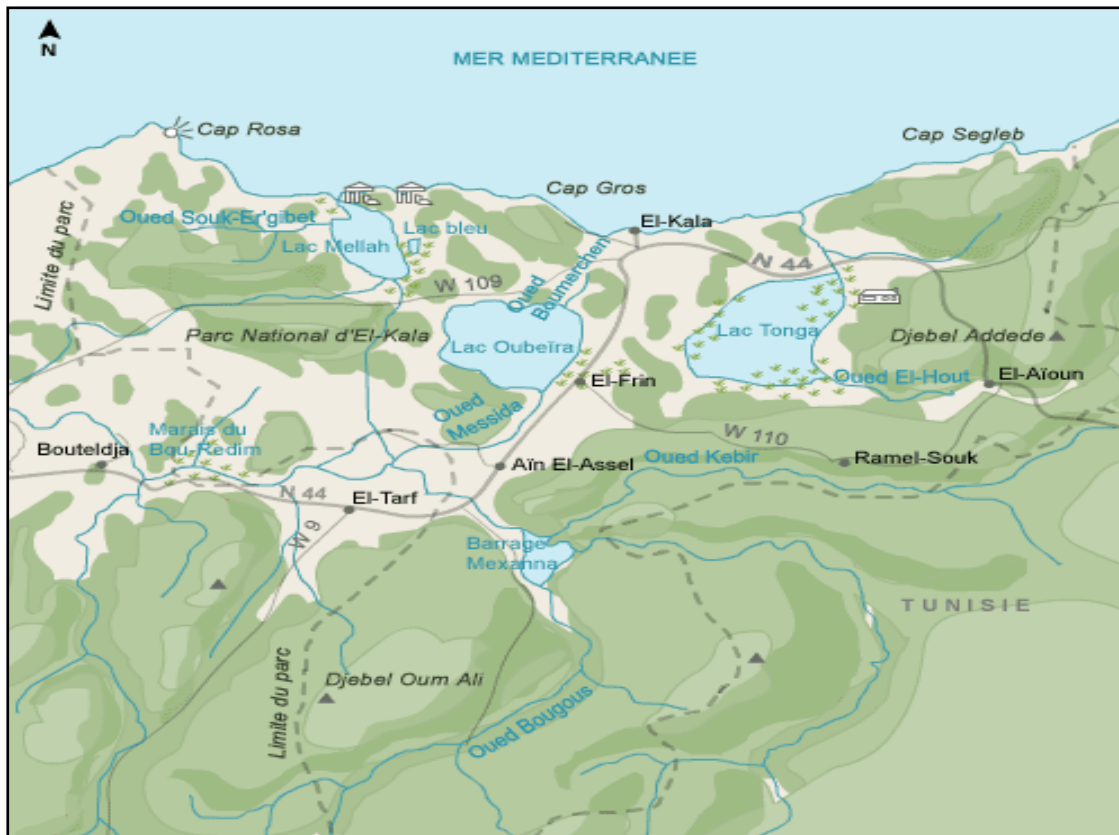 N
MER MEDITERRANEE
Cap Rosa
Cap Segleb
Cap Gros
Oued Souk-Er'gibet
El-Kala
Lac bleu
Lac Mellah
Limite du parc
N 44
Oued
Boumerchen
W 109
Parc National d'El-Kala
Lac Oubeïra
Lac Tonga
Djebel Addede
El-Frin
Oued El-Hout
El-Aïoun
Oued
Messida
Marais du
Bou-Redim
W 110
Bouteldja
Aïn El-Assel
Oued Kebir
Ramel-Souk
N 44
El-Tarf
W 9
Barrage
Mexanna
TUNISIE
Limite du parc
Djebel Oum Ali
Oued Bougous